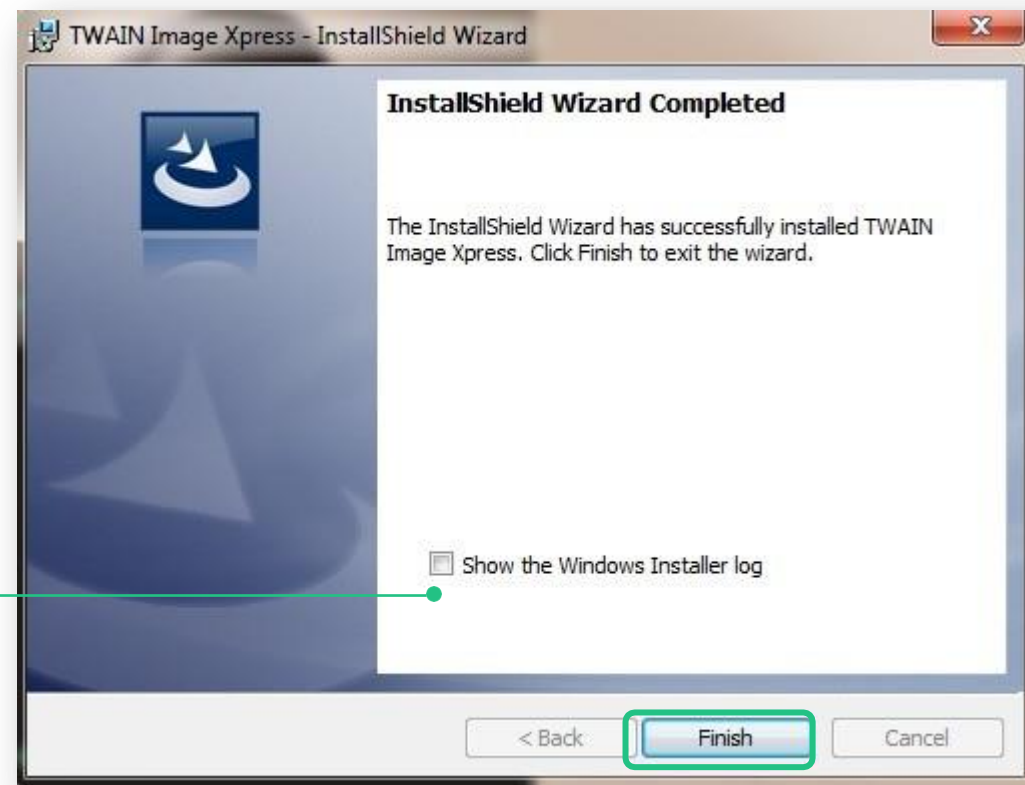 TWAIN Image Xpress - InstallShield Wizard
InstallShield Wizard Completed
The InstallShield Wizard has successfully installed TWAIN
Image Xpress. Click Finish to exit the wizard.
Show the Windows Installer log
< Back Finish Cancel